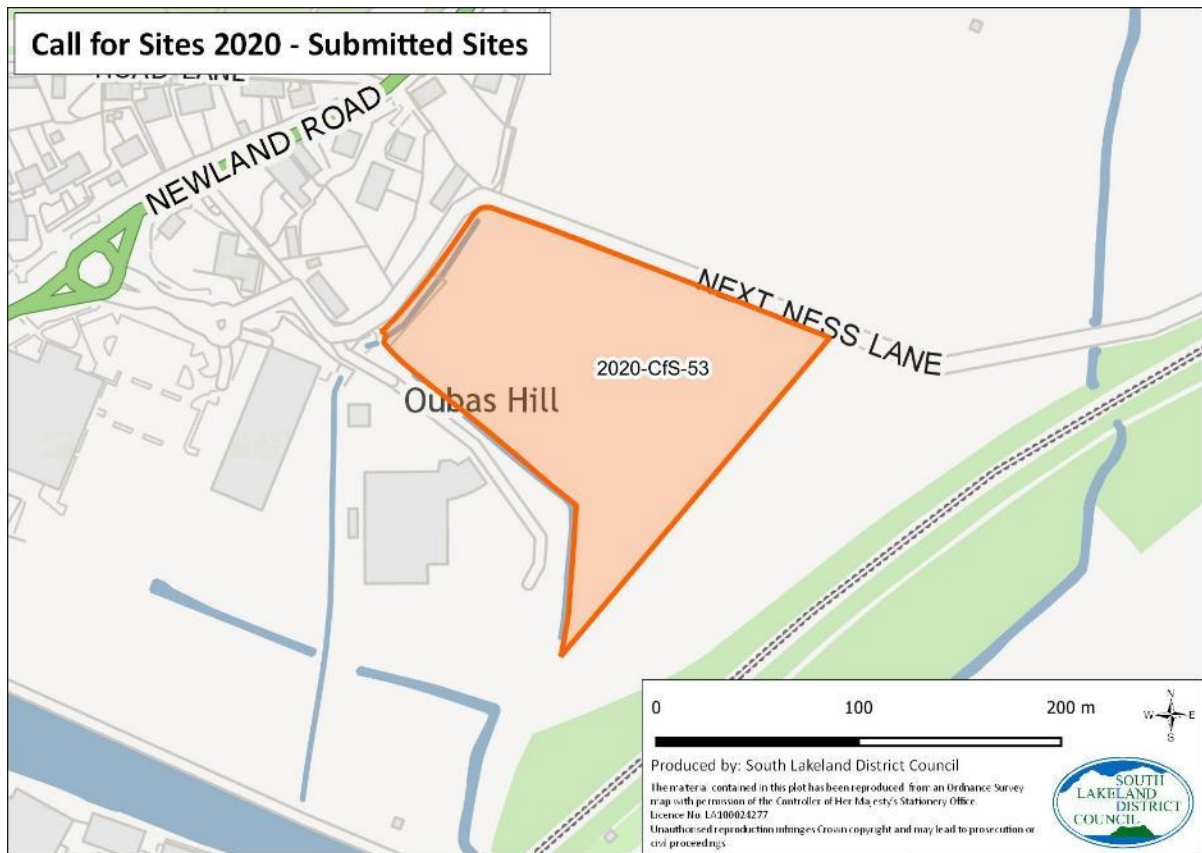 Call for Sites 2020 - Submitted Sites
ROAD LANE
NEWLAND ROAD
NEXT NESS LANE
2020-CfS-53
Oubas Hill
0 100 200 m
N
W E
S
Produced by: South Lakeland District Council
The material contained in this plot has been reproduced from an Ordnance Survey
map with permission of the Controller of Her Majesty's Stationery Office.
Licence No. LA100024277
Unauthorised reproduction infringes Crown copyright and may lead to prosecution or
civil proceedings
SOUTH
LAKELAND
DISTRICT
COUNCIL